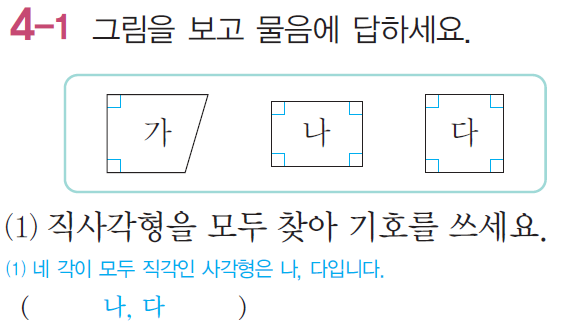 4-1 그림을 보고 물음에 답하세요.
가 나 다
(1) 직사각형을 모두 찾아 기호를 쓰세요.
(1) 네 각이 모두 직각인 사각형은 나, 다입니다.
( 나, 다 )